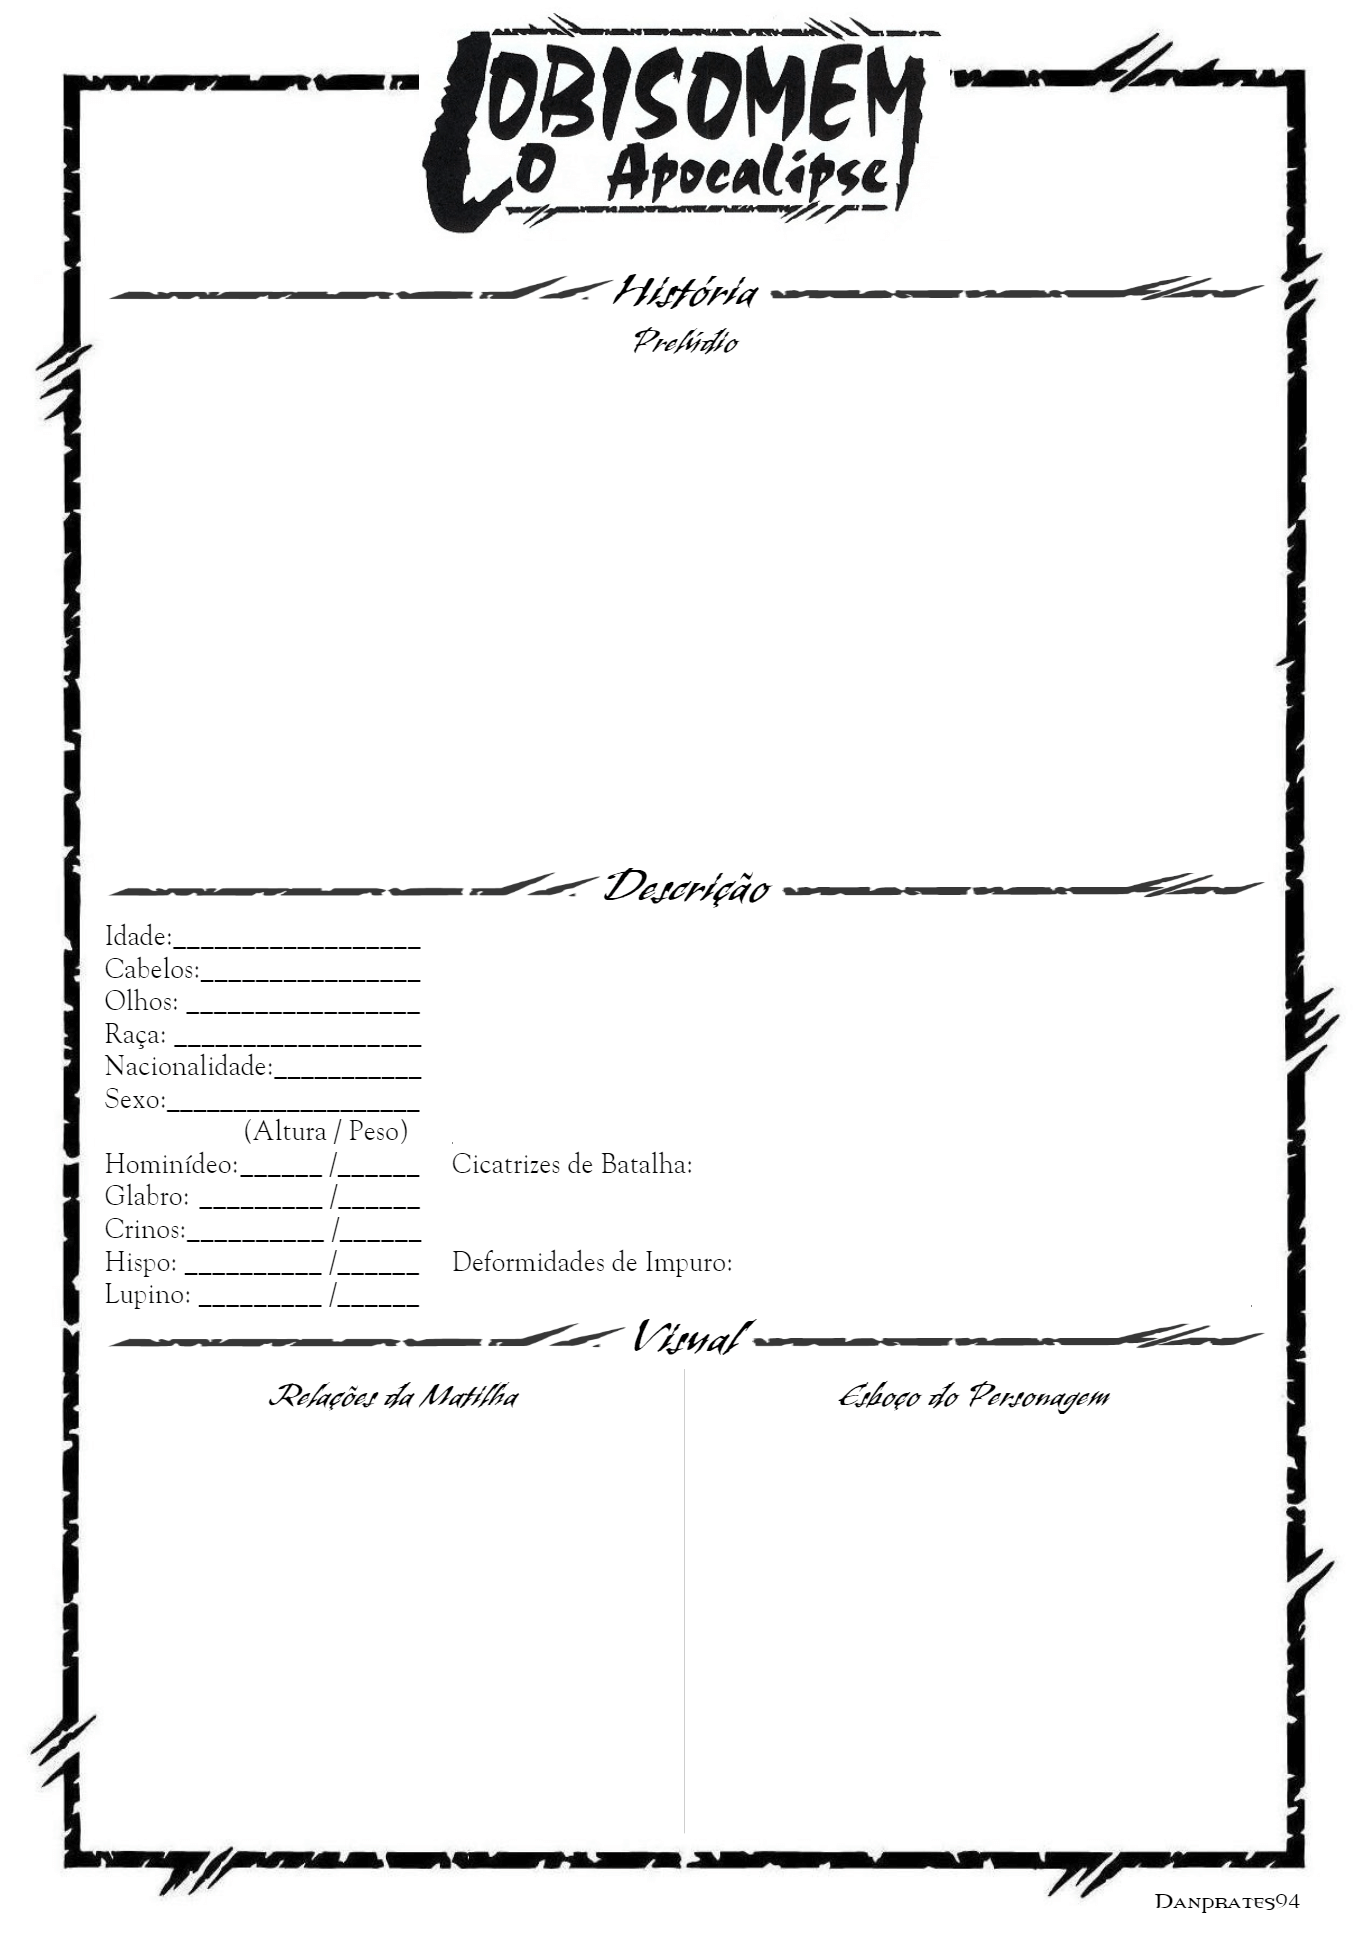 LOBISOMEM
O Apocalipse
História
Prelúdio
Descrição
Idade:__________________
Cabelos:________________
Olhos: _________________
Raça: __________________
Nacionalidade:___________
Sexo:___________________
(Altura / Peso)
Hominídeo:______ /______ Cicatrizes de Batalha:
Glabro: _________ /______
Crinos:__________ /______
Hispo: __________ /______ Deformidades de Impuro:
Lupino: _________ /______
Visual
Relações da Matilha Esboço do Personagem
Danprates94